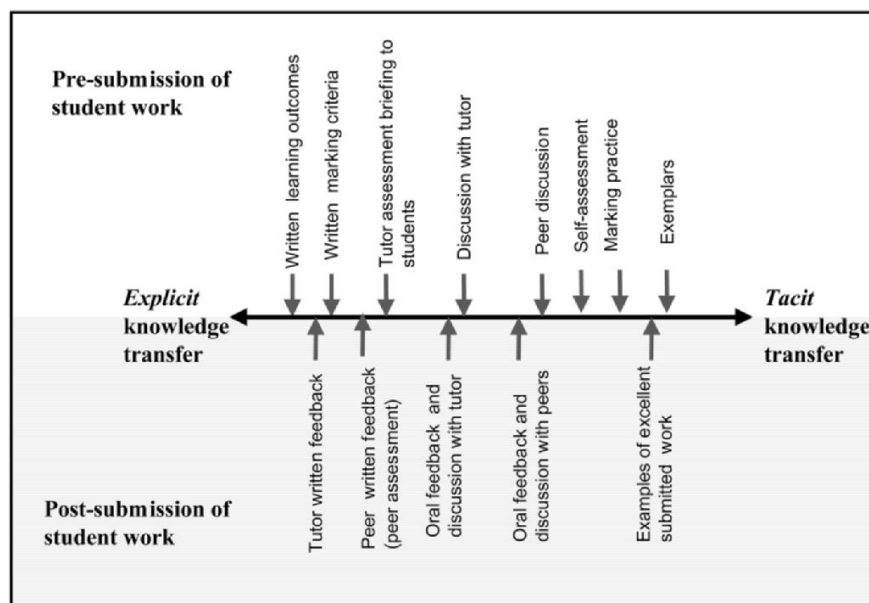 Pre-submission of
student work
Written learning outcomes
Written marking criteria
Tutor assessment briefing to
students
Discussion with tutor
Peer discussion
Self-assessment
Marking practice
Exemplars
Explicit
knowledge
transfer
Tacit
knowledge
transfer
Tutor written feedback
Peer written feedback
(peer assessment)
Oral feedback and
discussion with tutor
Oral feedback and
discussion with peers
Examples of excellent
submitted work
Post-submission of
student work